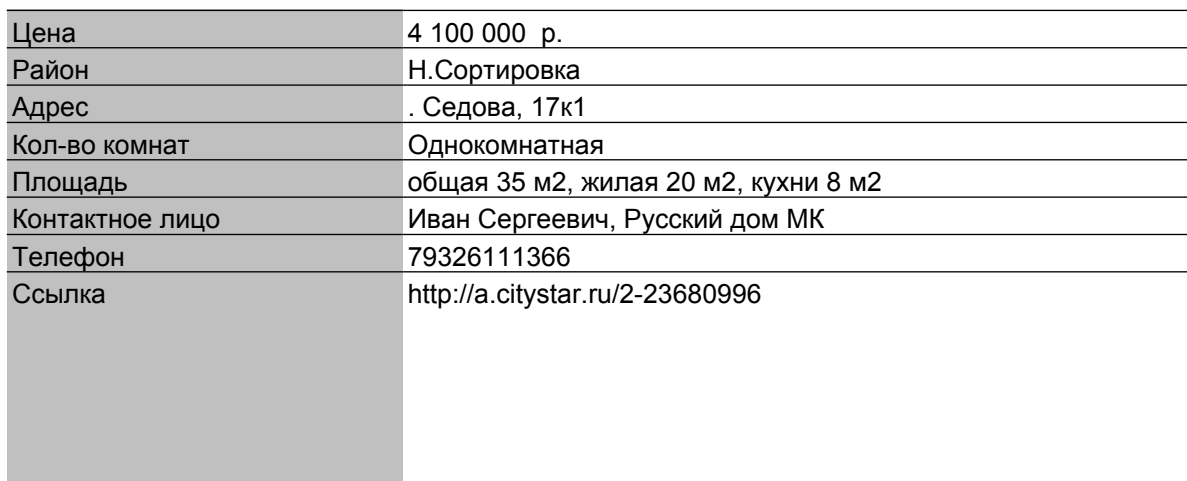 Цена 4 100 000 р.
Район Н.Сортировка
Адрес . Седова, 17к1
Кол-во комнат Однокомнатная
Площадь общая 35 м2, жилая 20 м2, кухни 8 м2
Контактное лицо Иван Сергеевич, Русский дом МК
Телефон 79326111366
Ссылка http://a.citystar.ru/2-23680996